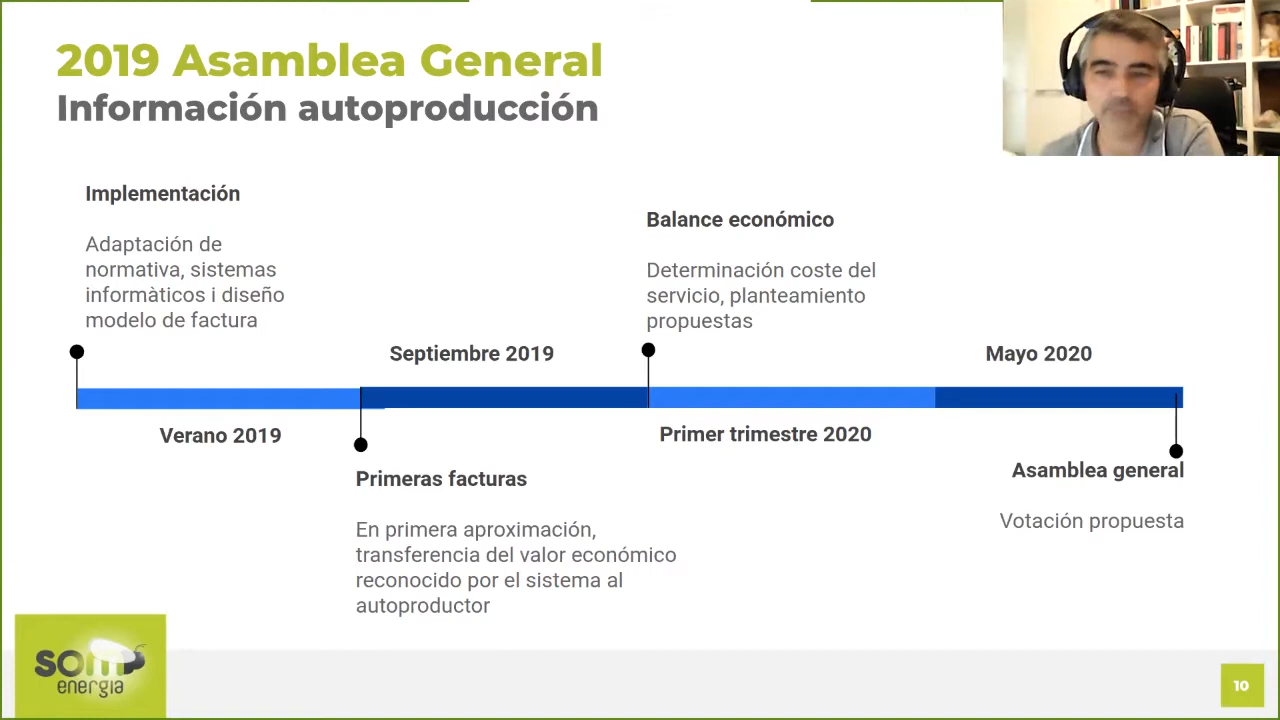 2019 Asamblea General
Información autoproducción
Implementación
Adaptación de
normativa, sistemas
informàticos i diseño
modelo de factura
Balance económico
Determinación coste del
servicio, planteamiento
propuestas
Septiembre 2019
Mayo 2020
Verano 2019
Primer trimestre 2020
Primeras facturas
En primera aproximación,
transferencia del valor económico
reconocido por el sistema al
autoproductor
Asamblea general
Votación propuesta
som
energia
10